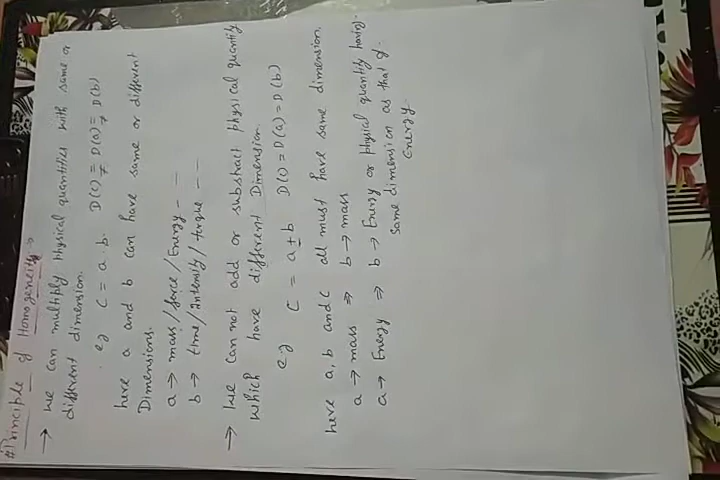 #Principle of Homogeneity →
→ we can multiply physical quantities with same or
different dimension.
eg C = a . b. D(C) =≠ D(a) =≠ D(b)
here a and b can have same or different
Dimensions.
a → mass / force / Energy - -
b → time / intensity / torque - -
→ we can not add or substract physical quantity
which have different Dimension.
eg C = a ± b D(C) = D(a) = D(b)
here a, b and C all must have same dimension.
a → mass ⇒ b → mass
a → Energy ⇒ b → Energy or physical quantity having
same dimension as that of
Energy.